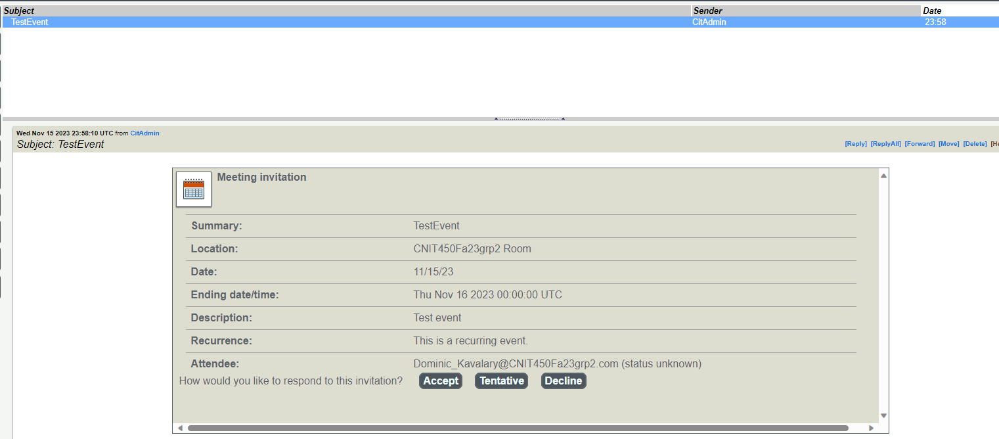 Subject Sender Date
TestEvent CitAdmin 23:58
Wed Nov 15 2023 23:58:10 UTC from CitAdmin
Subject: TestEvent
[Reply] [ReplyAll] [Forward] [Move] [Delete] [He
Meeting invitation
Summary: TestEvent
Location: CNIT450Fa23grp2 Room
Date: 11/15/23
Ending date/time: Thu Nov 16 2023 00:00:00 UTC
Description: Test event
Recurrence: This is a recurring event.
Attendee: Dominic_Kavalary@CNIT450Fa23grp2.com (status unknown)
How would you like to respond to this invitation? Accept Tentative Decline